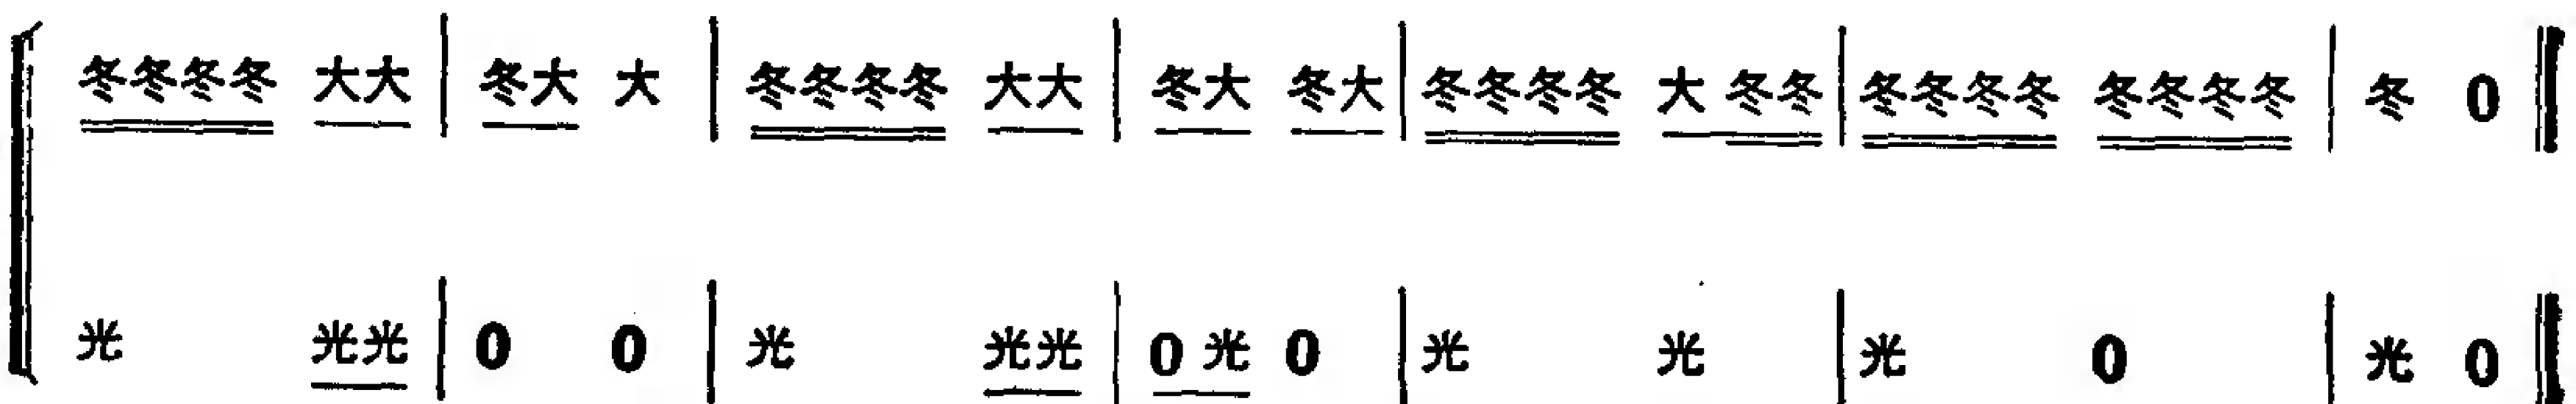 冬冬冬冬 大大 | 冬大 大 | 冬冬冬冬 大大 | 冬大 冬大 | 冬冬冬冬 大 冬冬 | 冬冬冬冬 冬冬冬冬 | 冬 0
光 光光 | 0 0 | 光 光光 | 0 光 0 | 光 光 | 光 0 | 光 0